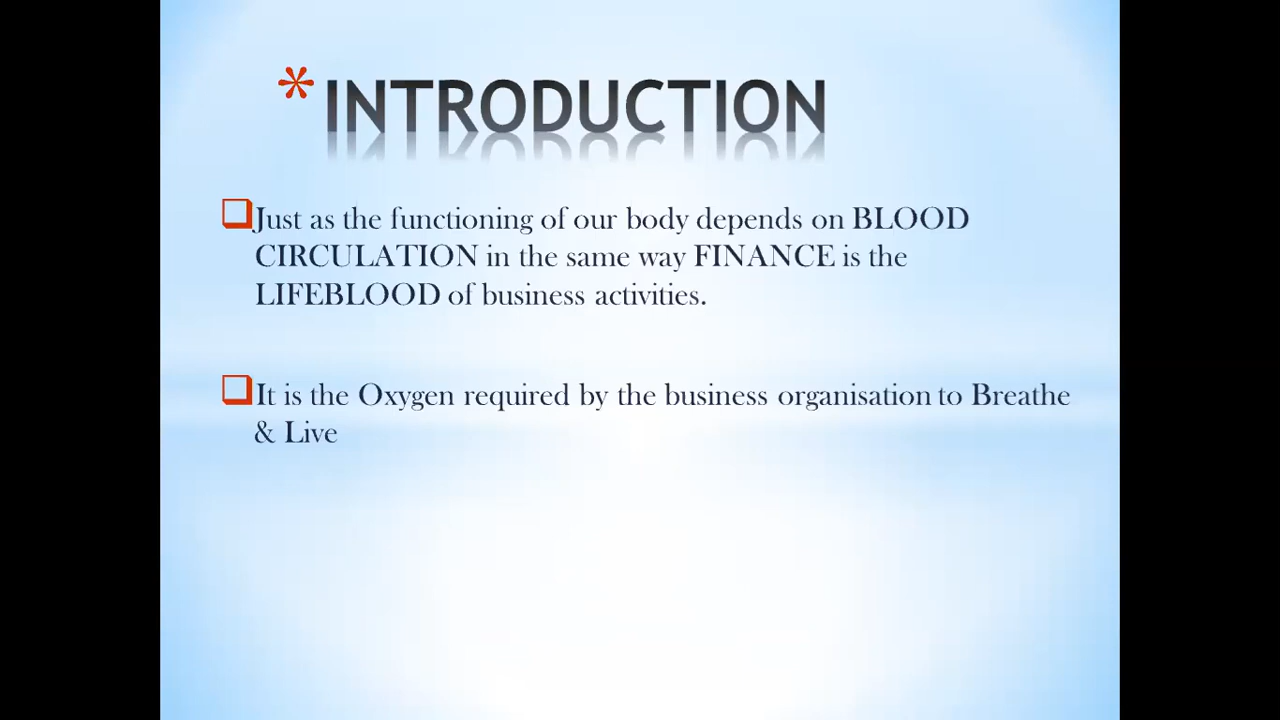 * INTRODUCTION
❑Just as the functioning of our body depends on BLOOD
CIRCULATION in the same way FINANCE is the
LIFEBLOOD of business activities.
❑It is the Oxygen required by the business organisation to Breathe
& Live